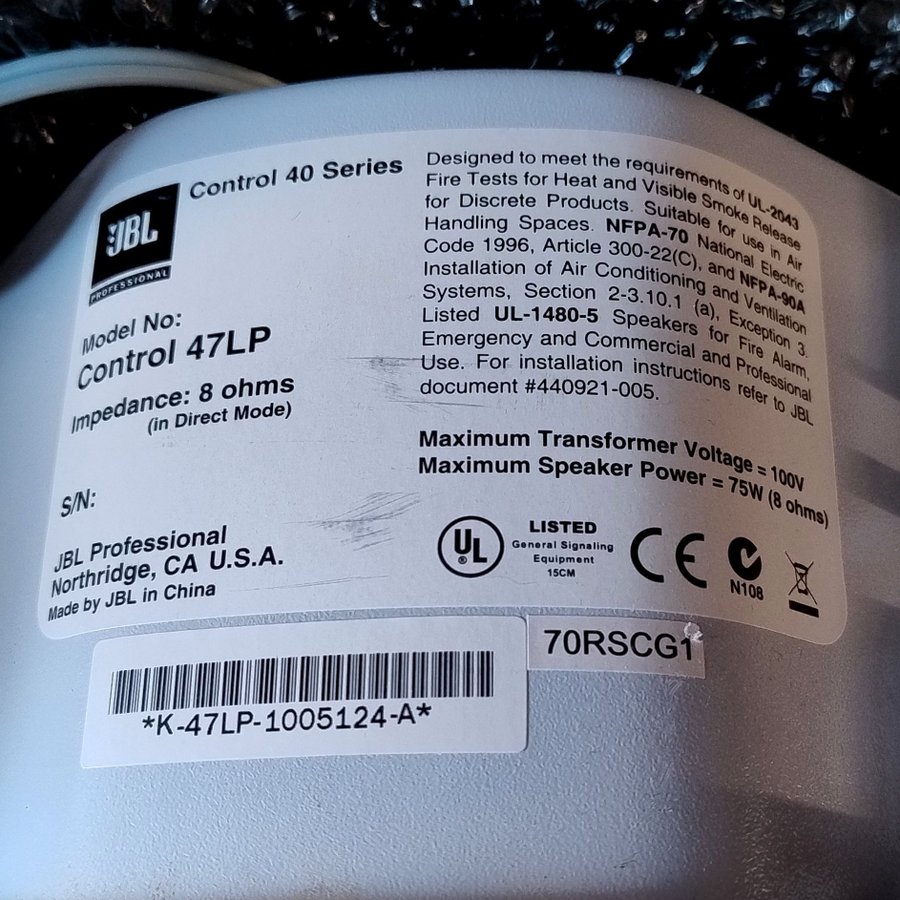 JBL
PROFESSIONAL
Control 40 Series
Model No:
Control 47LP
Impedance: 8 ohms
(in Direct Mode)
S/N:
JBL Professional
Northridge, CA U.S.A.
Made by JBL in China
Designed to meet the requirements of UL-2043
Fire Tests for Heat and Visible Smoke Release
for Discrete Products. Suitable for use in Air
Handling Spaces. NFPA-70 National Electric
Code 1996, Article 300-22(C), and NFPA-90A
Installation of Air Conditioning and Ventilation
Systems, Section 2-3.10.1 (a), Exception 3.
Listed UL-1480-5 Speakers for Fire Alarm,
Emergency and Commercial and Professional
Use. For installation instructions refer to JBL
document #440921-005.
Maximum Transformer Voltage = 100V
Maximum Speaker Power = 75W (8 ohms)
UL
®
LISTED
General Signaling
Equipment
15CM
CE
N108
70RSCG1
*K-47LP-1005124-A*